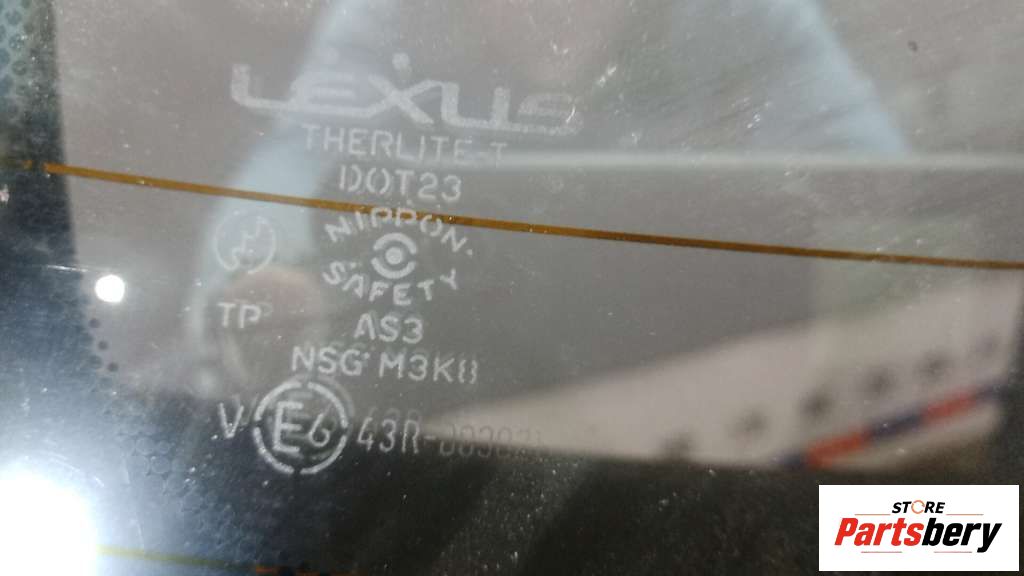 LEXUS
THERLITE-T
DOT23
NIPPON
SAFETY
TP
AS3
NSG M3K8
V E6 43R-
STORE
Partsbery